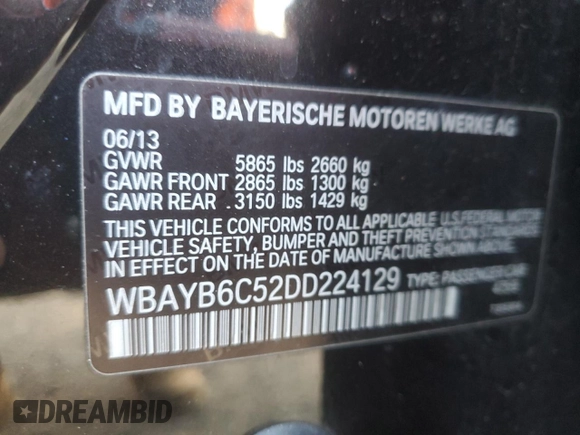 MFD BY BAYERISCHE MOTOREN WERKE AG
06/13
GVWR 5865 lbs 2660 kg
GAWR FRONT 2865 lbs 1300 kg
GAWR REAR 3150 lbs 1429 kg
THIS VEHICLE CONFORMS TO ALL APPLICABLE U.S. FEDERAL MOTOR
VEHICLE SAFETY, BUMPER AND THEFT PREVENTION STANDARDS
IN EFFECT ON THE DATE OF MANUFACTURE SHOWN ABOVE.
WBAYB6C52DD224129 TYPE: PASSENGER CAR
DREAMBID